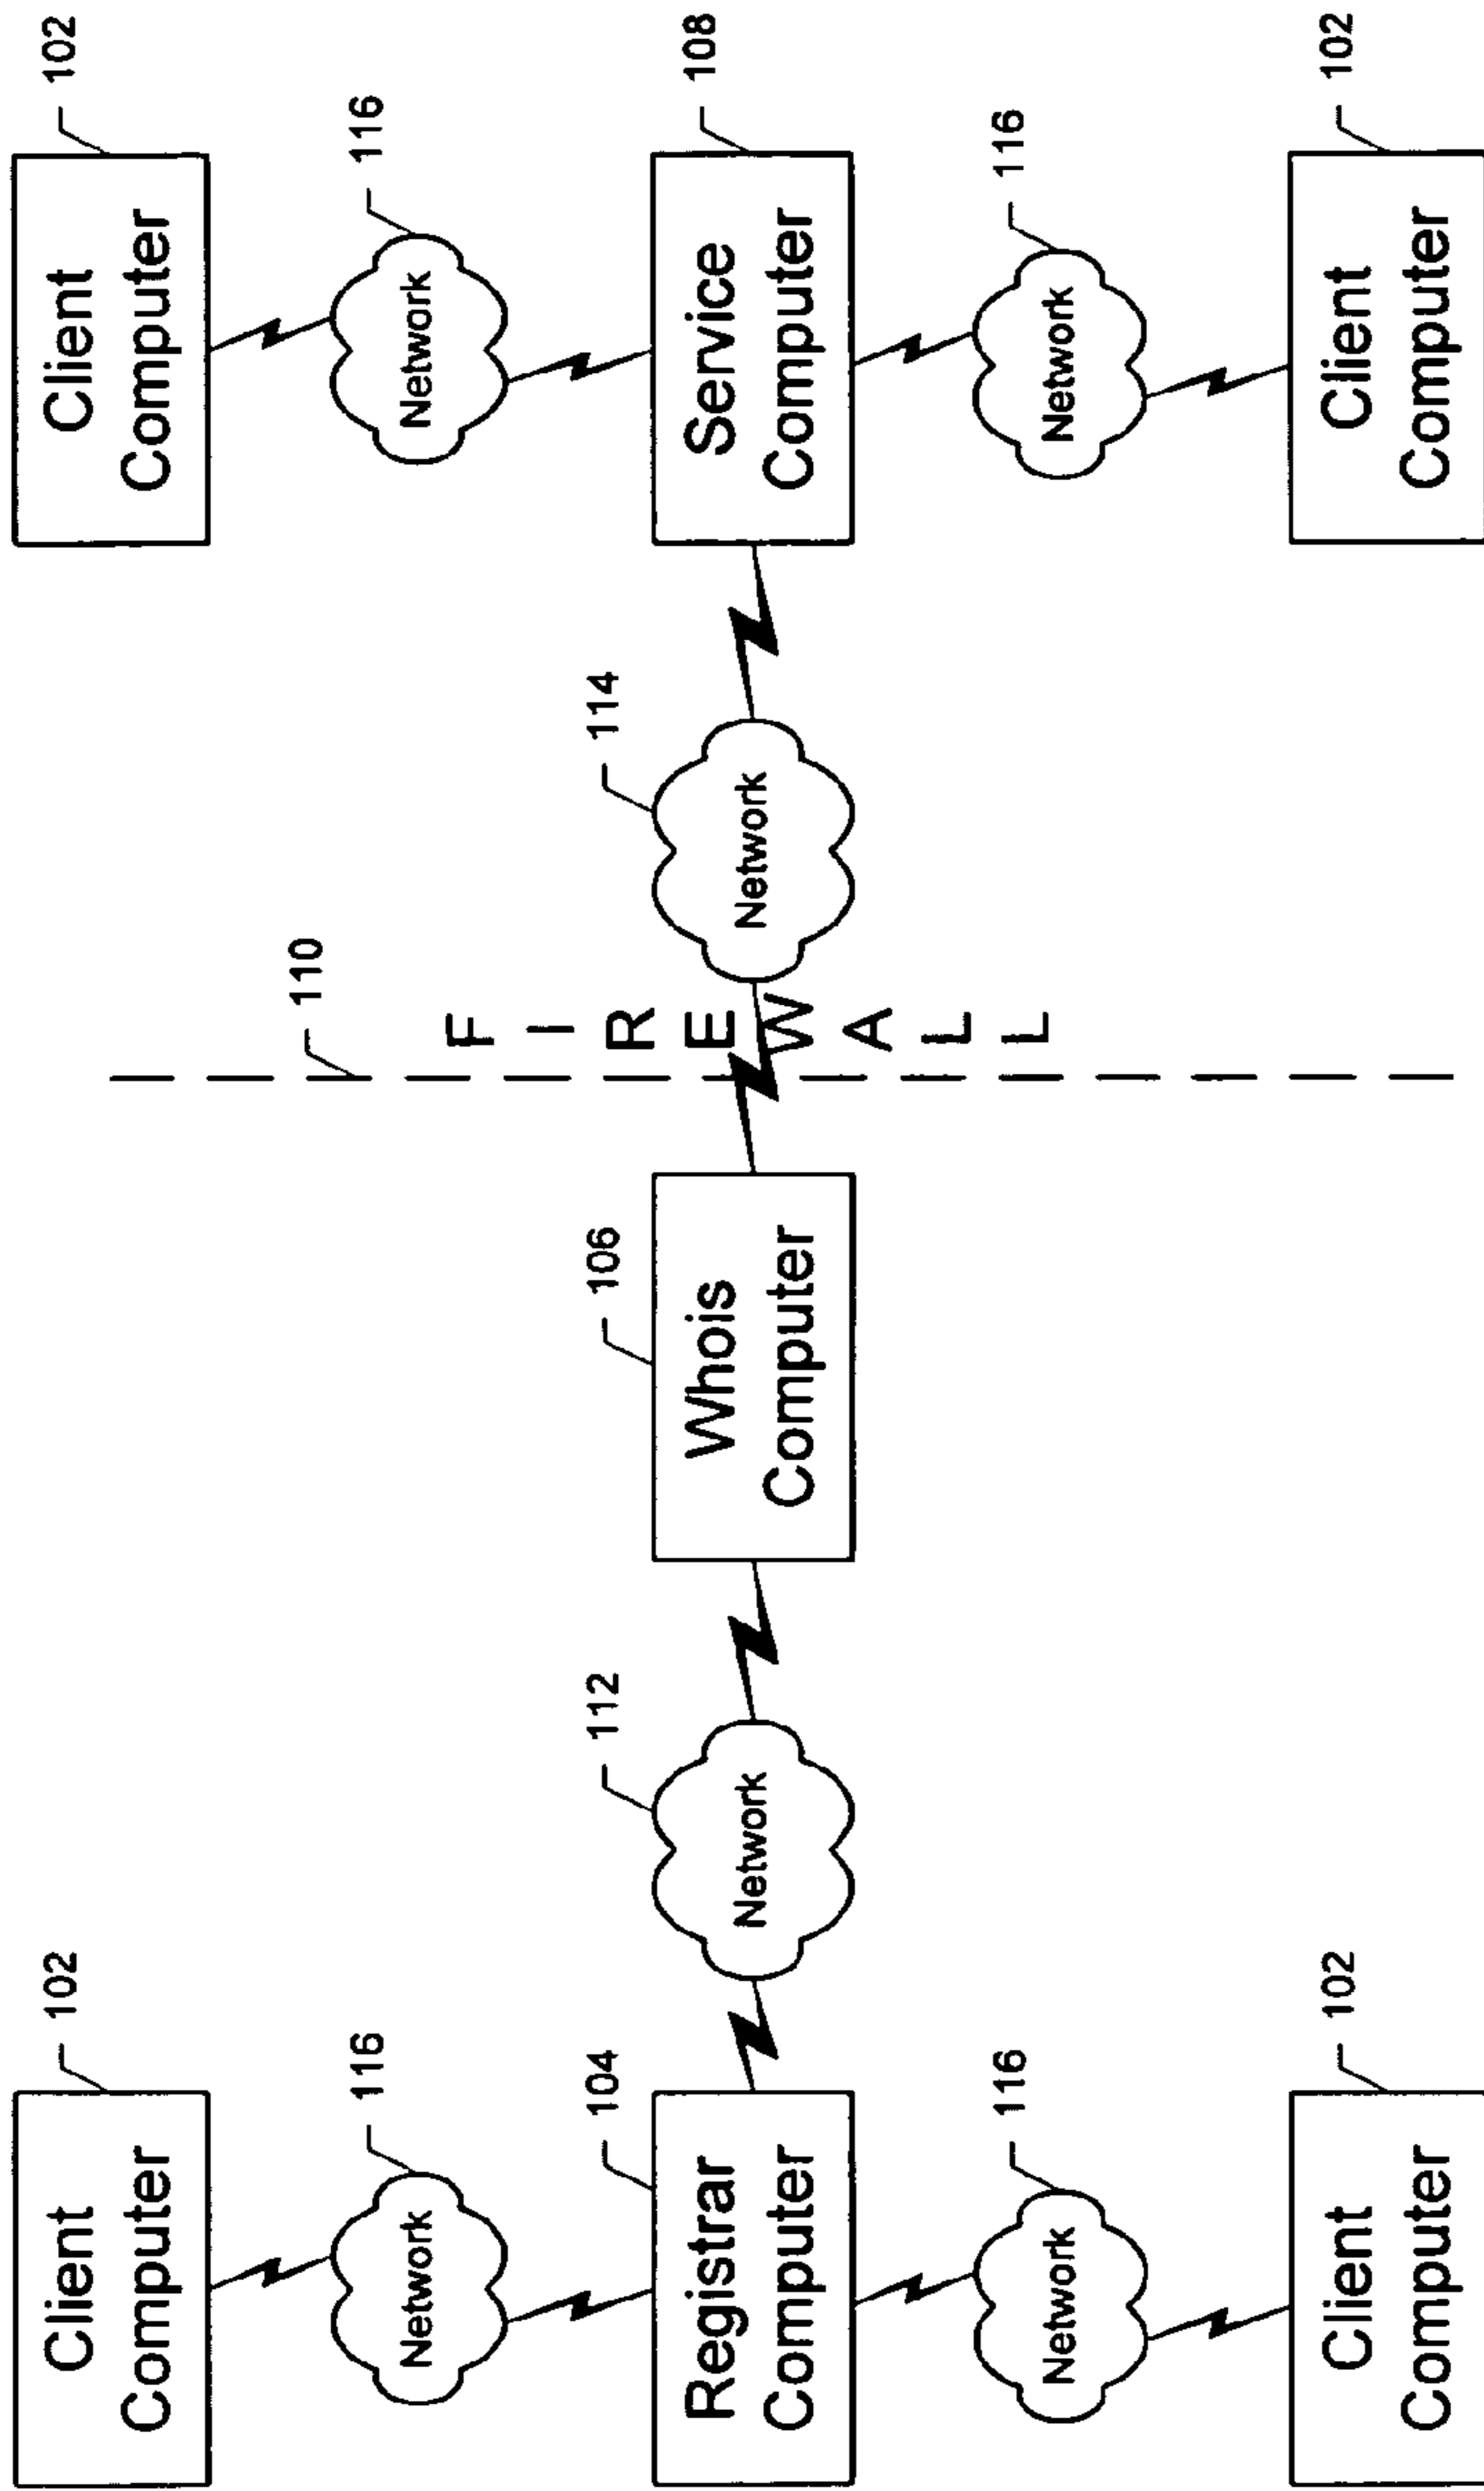 Client
Computer
102
Client
Computer
102
Network
116
Network
116
110
FIREWALL
Registrar
Computer
104
Network
112
Whois
Computer
106
Network
114
Service
Computer
108
Network
116
Network
116
Client
Computer
102
Client
Computer
102